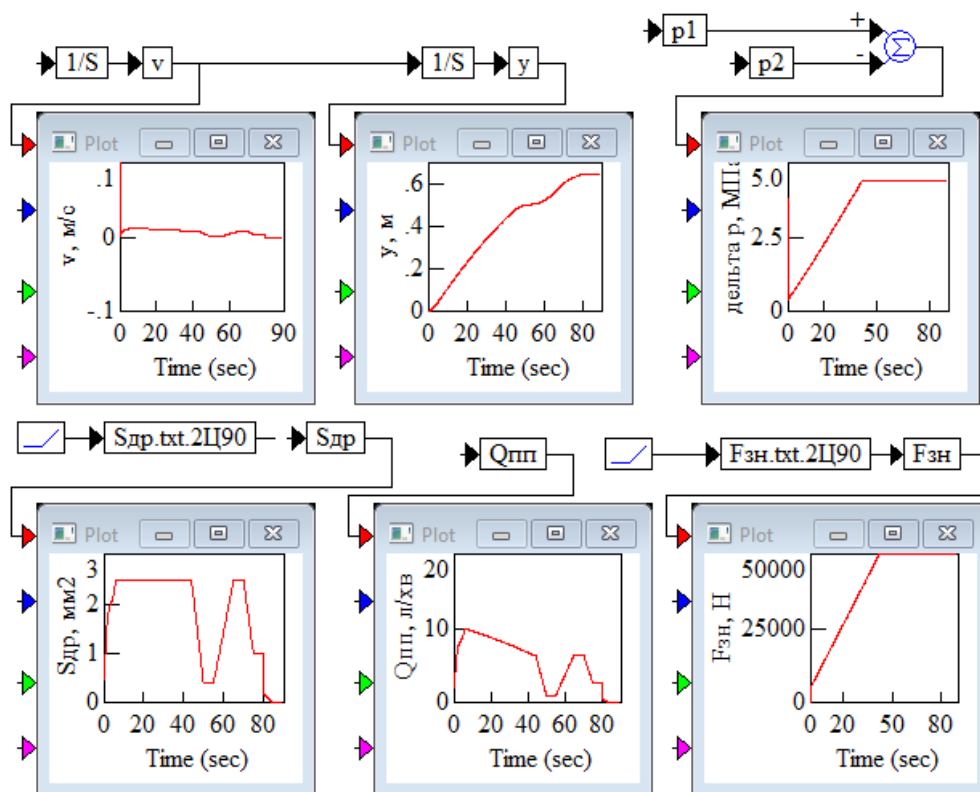 p1
+
1/S
v
1/S
y
p2
-
Σ
Plot
v, м/с
.1
0
-.1
0 20 40 60 90
Time (sec)
Plot
y, м
.6
.4
.2
0
0 20 40 60 80
Time (sec)
Plot
дельта p, МПа
5.0
2.5
0
0 20 50 80
Time (sec)
Sдр.txt.2Ц90
Sдр
Qпп
Fзн.txt.2Ц90
Fзн
Plot
Sдр, мм2
3
2
1
0
0 20 40 60 80
Time (sec)
Plot
Qпп, л/хв
20
10
0
0 20 40 60 80
Time (sec)
Plot
Fзн, Н
50000
25000
0
0 20 50 80
Time (sec)